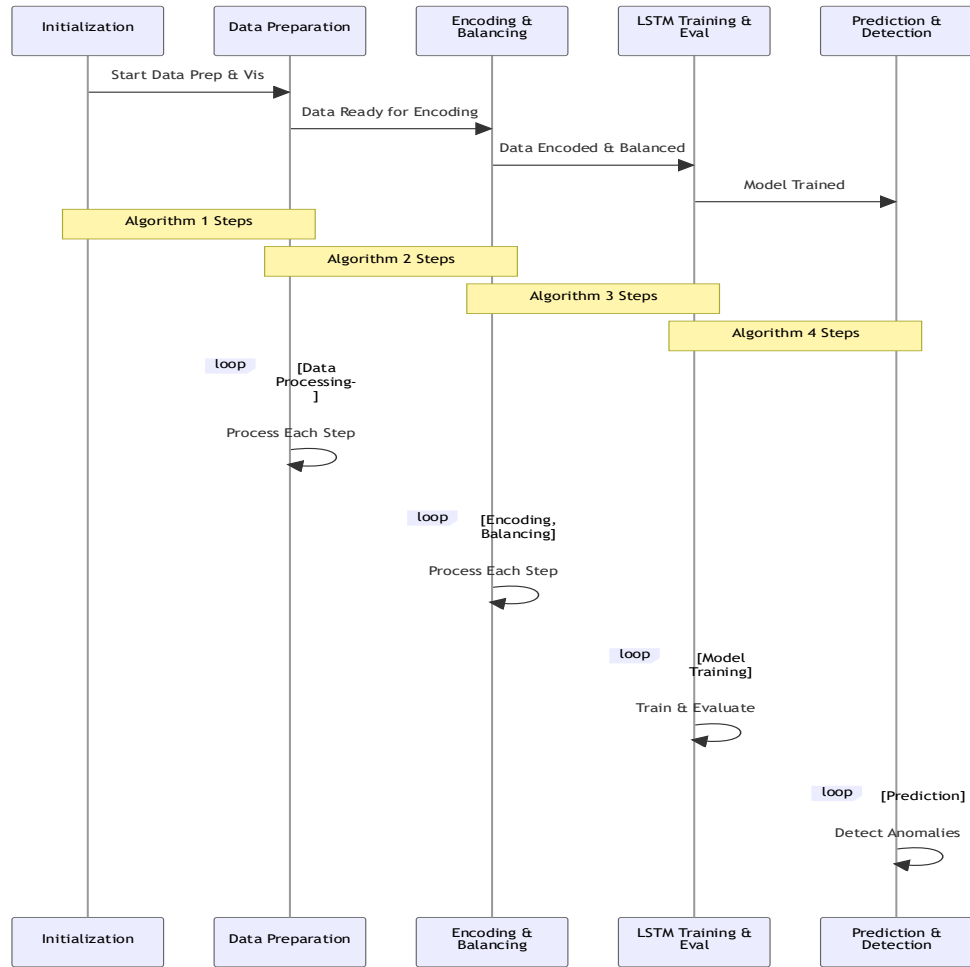 Initialization
Data Preparation
Encoding &
Balancing
LSTM Training &
Eval
Prediction &
Detection
Start Data Prep & Vis
Data Ready for Encoding
Data Encoded & Balanced
Model Trained
Algorithm 1 Steps
Algorithm 2 Steps
Algorithm 3 Steps
Algorithm 4 Steps
loop
[Data
Processing-
]
Process Each Step
loop
[Encoding,
Balancing]
Process Each Step
loop
[Model
Training]
Train & Evaluate
loop
[Prediction]
Detect Anomalies
Initialization
Data Preparation
Encoding &
Balancing
LSTM Training &
Eval
Prediction &
Detection